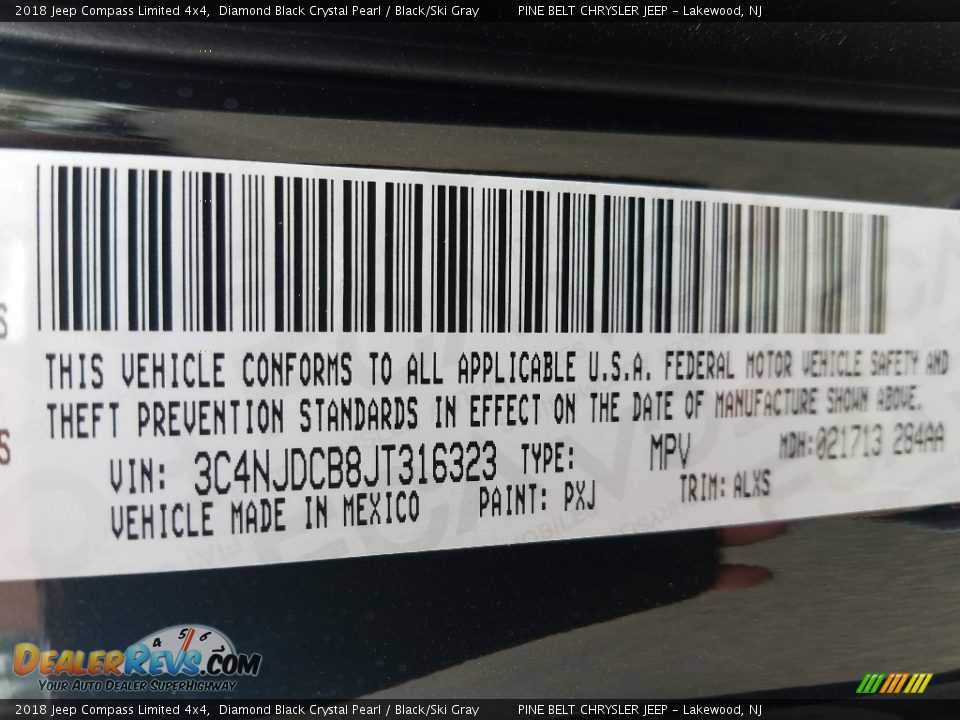 2018 Jeep Compass Limited 4x4, Diamond Black Crystal Pearl / Black/Ski Gray PINE BELT CHRYSLER JEEP - Lakewood, NJ
THIS VEHICLE CONFORMS TO ALL APPLICABLE U.S.A. FEDERAL MOTOR VEHICLE SAFETY AND
THEFT PREVENTION STANDARDS IN EFFECT ON THE DATE OF MANUFACTURE SHOWN ABOVE.
VIN: 3C4NJDCB8JT316323 TYPE: MPV MDH: 021713 284AA
VEHICLE MADE IN MEXICO PAINT: PXJ TRIM: ALXS
4 5 6
DEALERREVS.COM
Your Auto Dealer SuperHighway
2018 Jeep Compass Limited 4x4, Diamond Black Crystal Pearl / Black/Ski Gray PINE BELT CHRYSLER JEEP - Lakewood, NJ